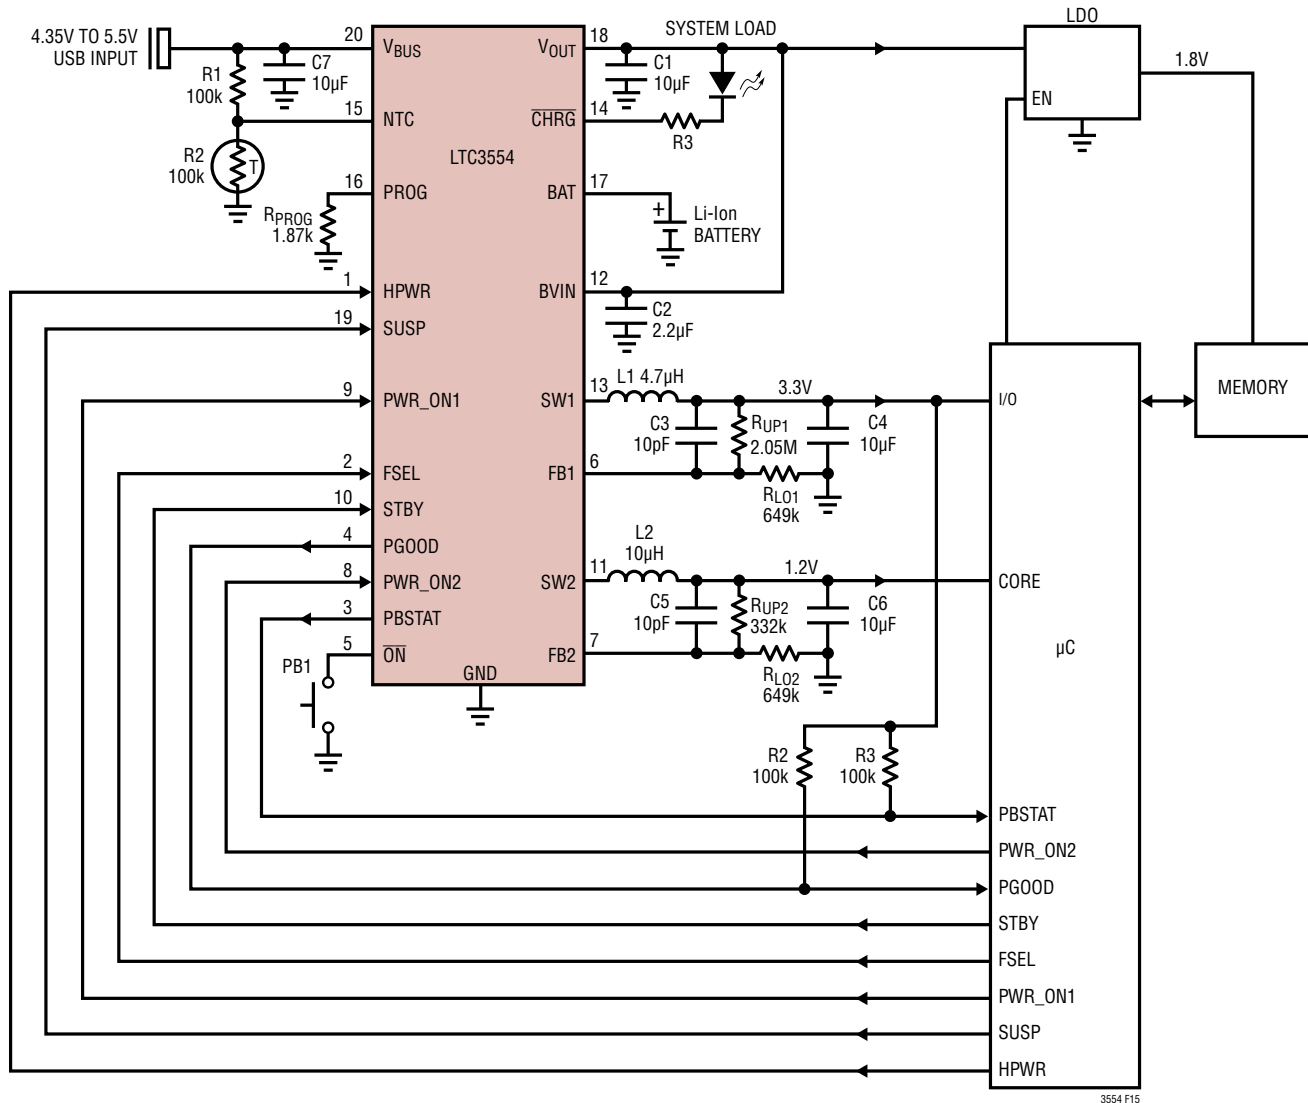 4.35V TO 5.5V
USB INPUT
R1
100k
C7
10µF
R2
100k
T
RPROG
1.87k
20
VBUS
15
NTC
16
PROG
1
HPWR
19
SUSP
9
PWR_ON1
2
FSEL
10
STBY
4
PGOOD
8
PWR_ON2
3
PBSTAT
5
ON
PB1
LTC3554
GND
VOUT
18
CHRG
14
BAT
17
BVIN
12
SW1
13
FB1
6
SW2
11
FB2
7
SYSTEM LOAD
C1
10µF
R3
+
Li-Ion
BATTERY
C2
2.2µF
L1 4.7µH
3.3V
C3
10pF
RUP1
2.05M
C4
10µF
RLO1
649k
L2
10µH
1.2V
C5
10pF
RUP2
332k
C6
10µF
RLO2
649k
R2
100k
R3
100k
LDO
EN
1.8V
MEMORY
I/O
CORE
µC
PBSTAT
PWR_ON2
PGOOD
STBY
FSEL
PWR_ON1
SUSP
HPWR
3554 F15